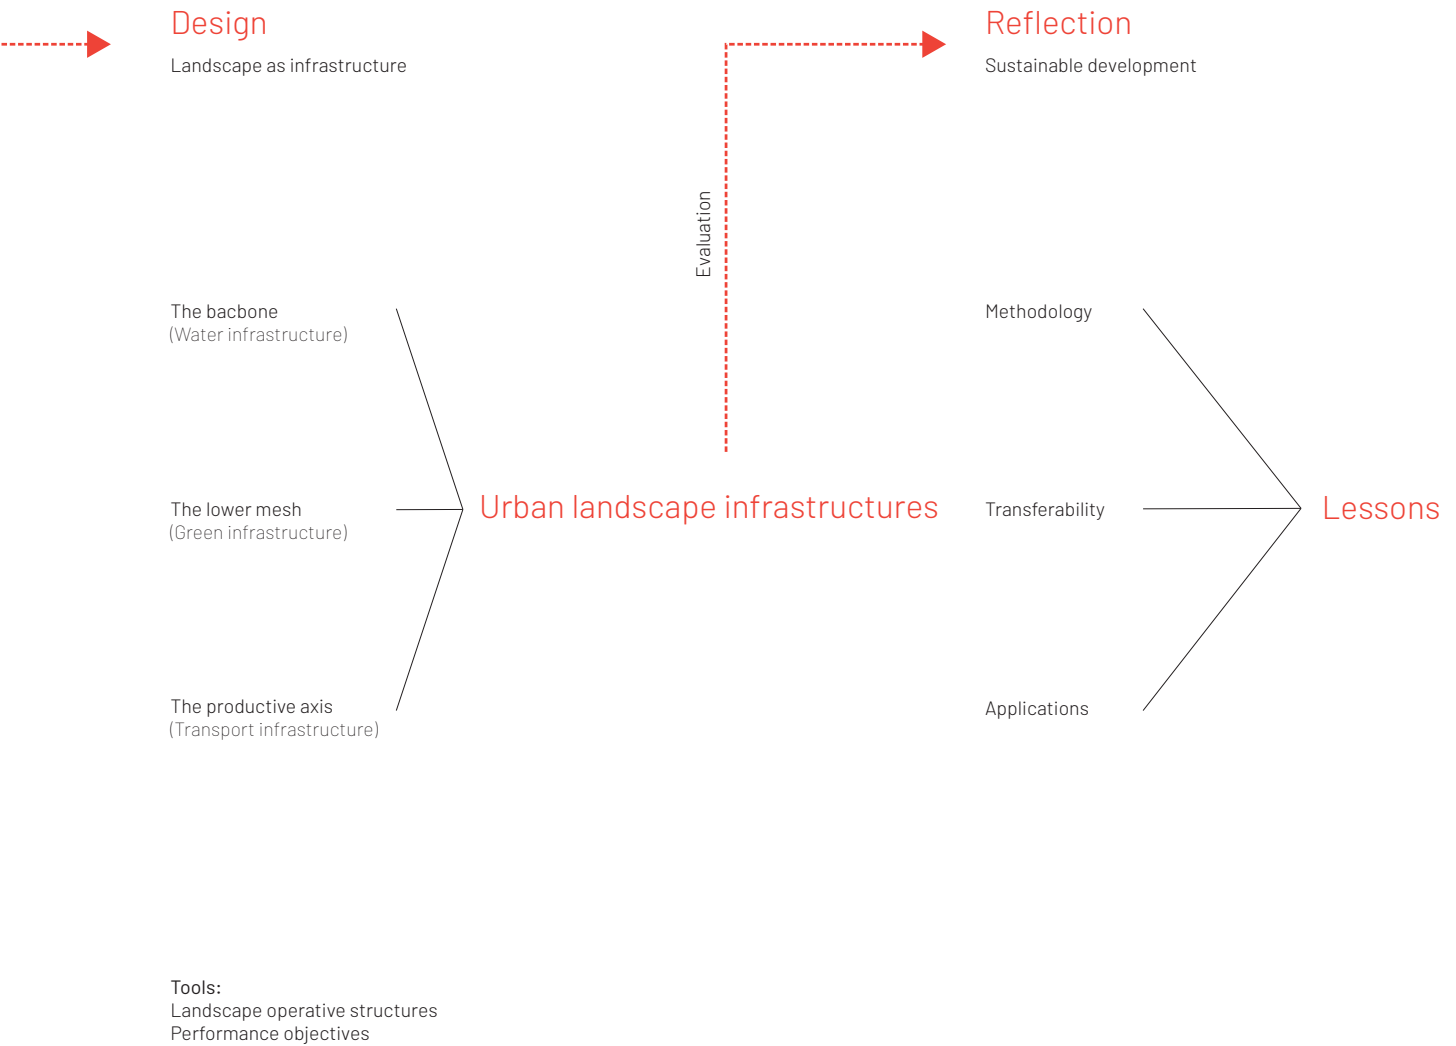 Design
Landscape as infrastructure
The bacbone
(Water infrastructure)
The lower mesh
(Green infrastructure)
The productive axis
(Transport infrastructure)
Urban landscape infrastructures
Tools:
Landscape operative structures
Performance objectives
Evaluation
Reflection
Sustainable development
Methodology
Transferability
Applications
Lessons